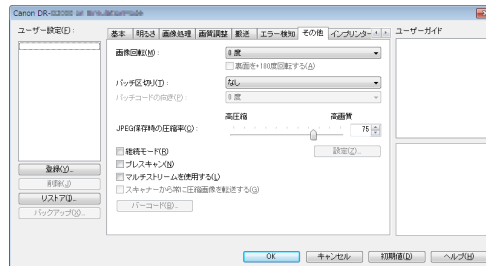 Canon DR-
ユーザー設定(F):
基本 明るさ 画像処理 画質調整 搬送 エラー検知 その他 インプリンター
ユーザーガイド
画像回転(M): 0 度
裏面を+180度回転する(A)
バッチ区切り(T): なし
バッチコードの向き(P): 0 度
高圧縮 高画質
JPEG保存時の圧縮率(C): 75
継続モード(R) 設定(Z)...
プレスキャン(N)
マルチストリームを使用する(L)
スキャナーから常に圧縮画像を転送する(G)
バーコード(B)...
登録(Y)...
削除(J)
リストア(I)...
バックアップ(X)...
OK キャンセル 初期値(D) ヘルプ(H)